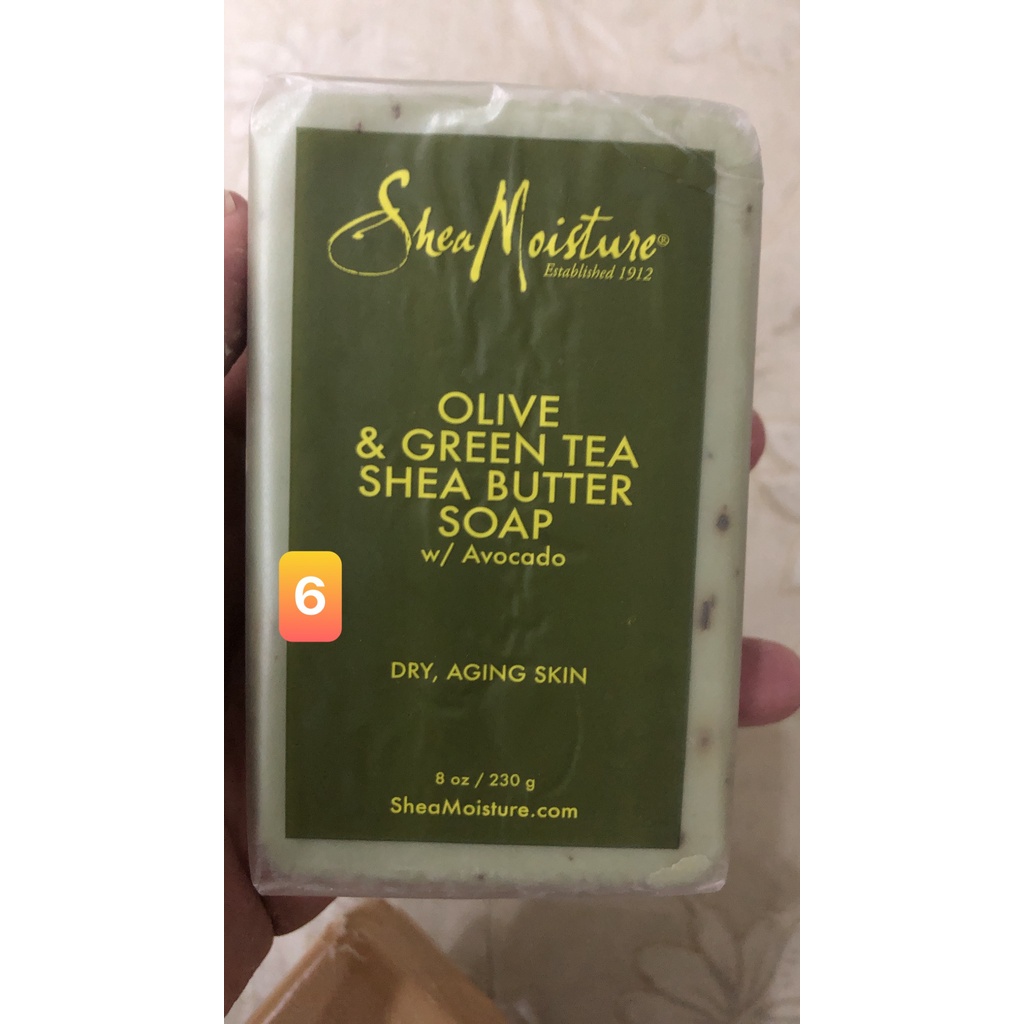 SheaMoisture®
Established 1912
OLIVE
& GREEN TEA
SHEA BUTTER
SOAP
w/ Avocado
6
DRY, AGING SKIN
8 oz / 230 g
SheaMoisture.com